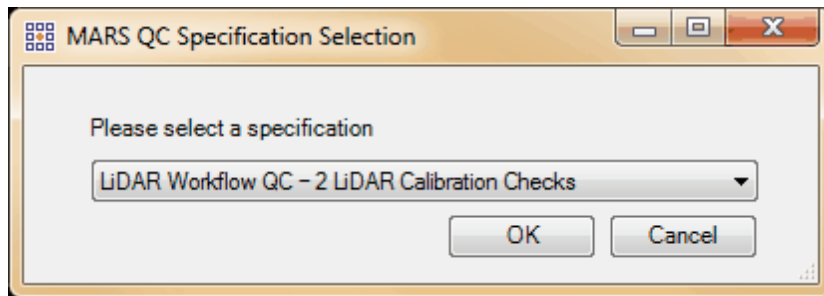 MARS QC Specification Selection
Please select a specification
LiDAR Workflow QC – 2 LiDAR Calibration Checks
OK Cancel